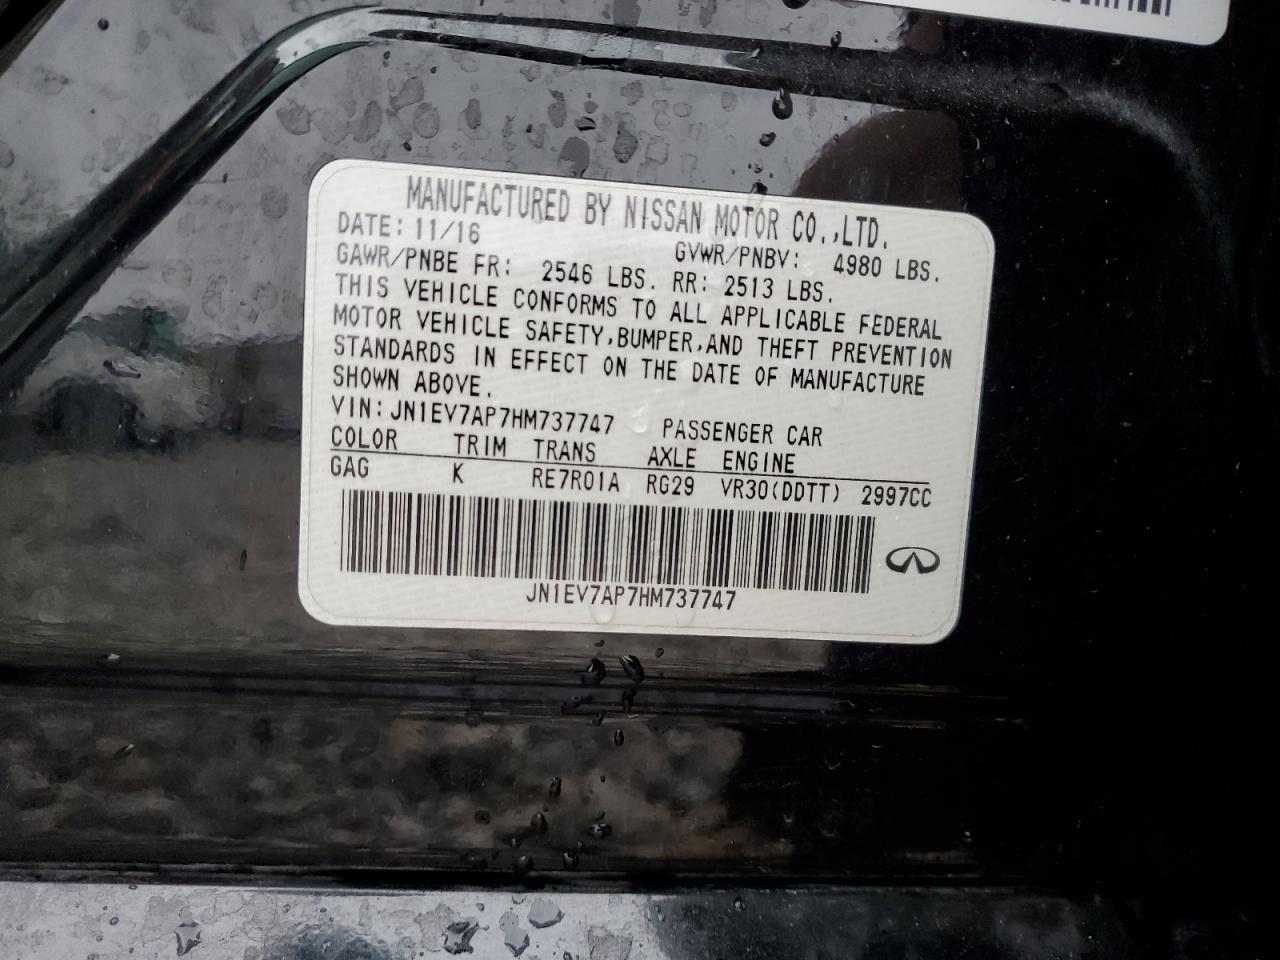 MANUFACTURED BY NISSAN MOTOR CO.,LTD.
DATE: 11/16 GVWR/PNBV: 4980 LBS.
GAWR/PNBE FR: 2546 LBS. RR: 2513 LBS.
THIS VEHICLE CONFORMS TO ALL APPLICABLE FEDERAL
MOTOR VEHICLE SAFETY,BUMPER,AND THEFT PREVENTION
STANDARDS IN EFFECT ON THE DATE OF MANUFACTURE
SHOWN ABOVE.
VIN: JN1EV7AP7HM737747 PASSENGER CAR
COLOR TRIM TRANS AXLE ENGINE
GAG K RE7R01A RG29 VR30(DDTT) 2997CC
JN1EV7AP7HM737747